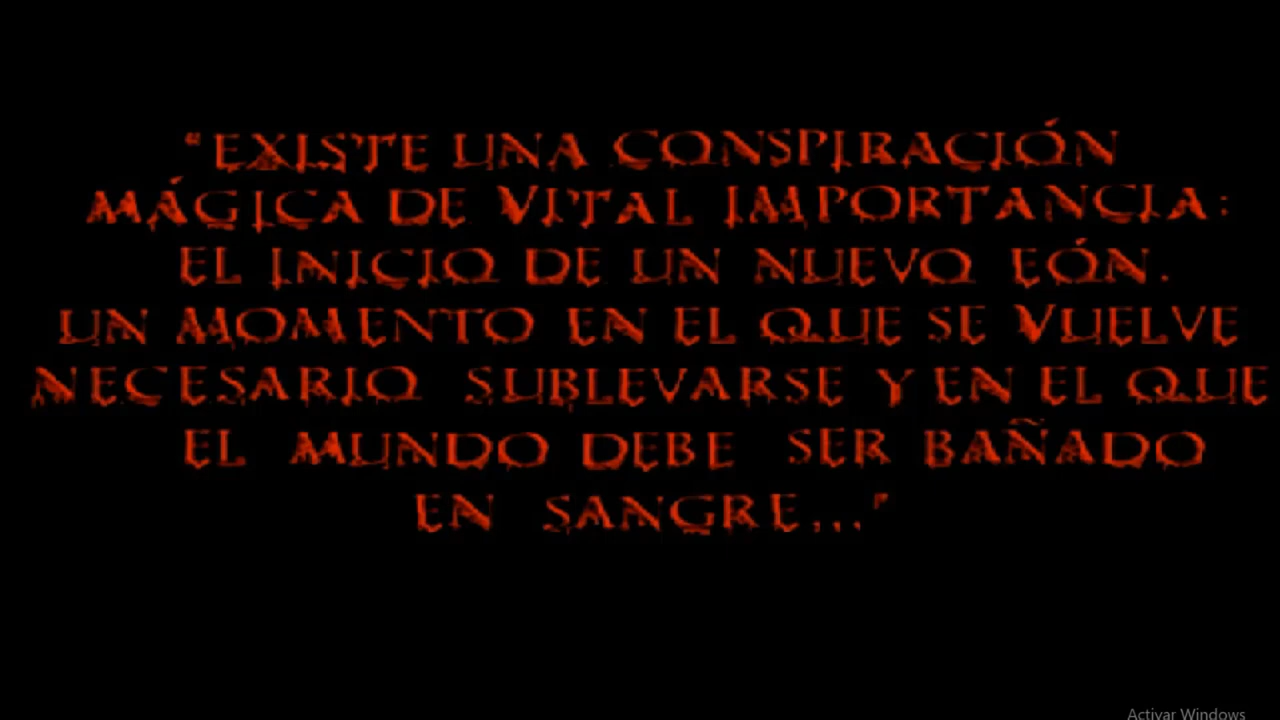 "EXISTE UNA CONSPIRACIÓN
MÁGICA DE VITAL IMPORTANCIA:
EL INICIO DE UN NUEVO EÓN.
UN MOMENTO EN EL QUE SE VUELVE
NECESARIO SUBLEVARSE Y EN EL QUE
EL MUNDO DEBE SER BAÑADO
EN SANGRE..."
Activar Windows